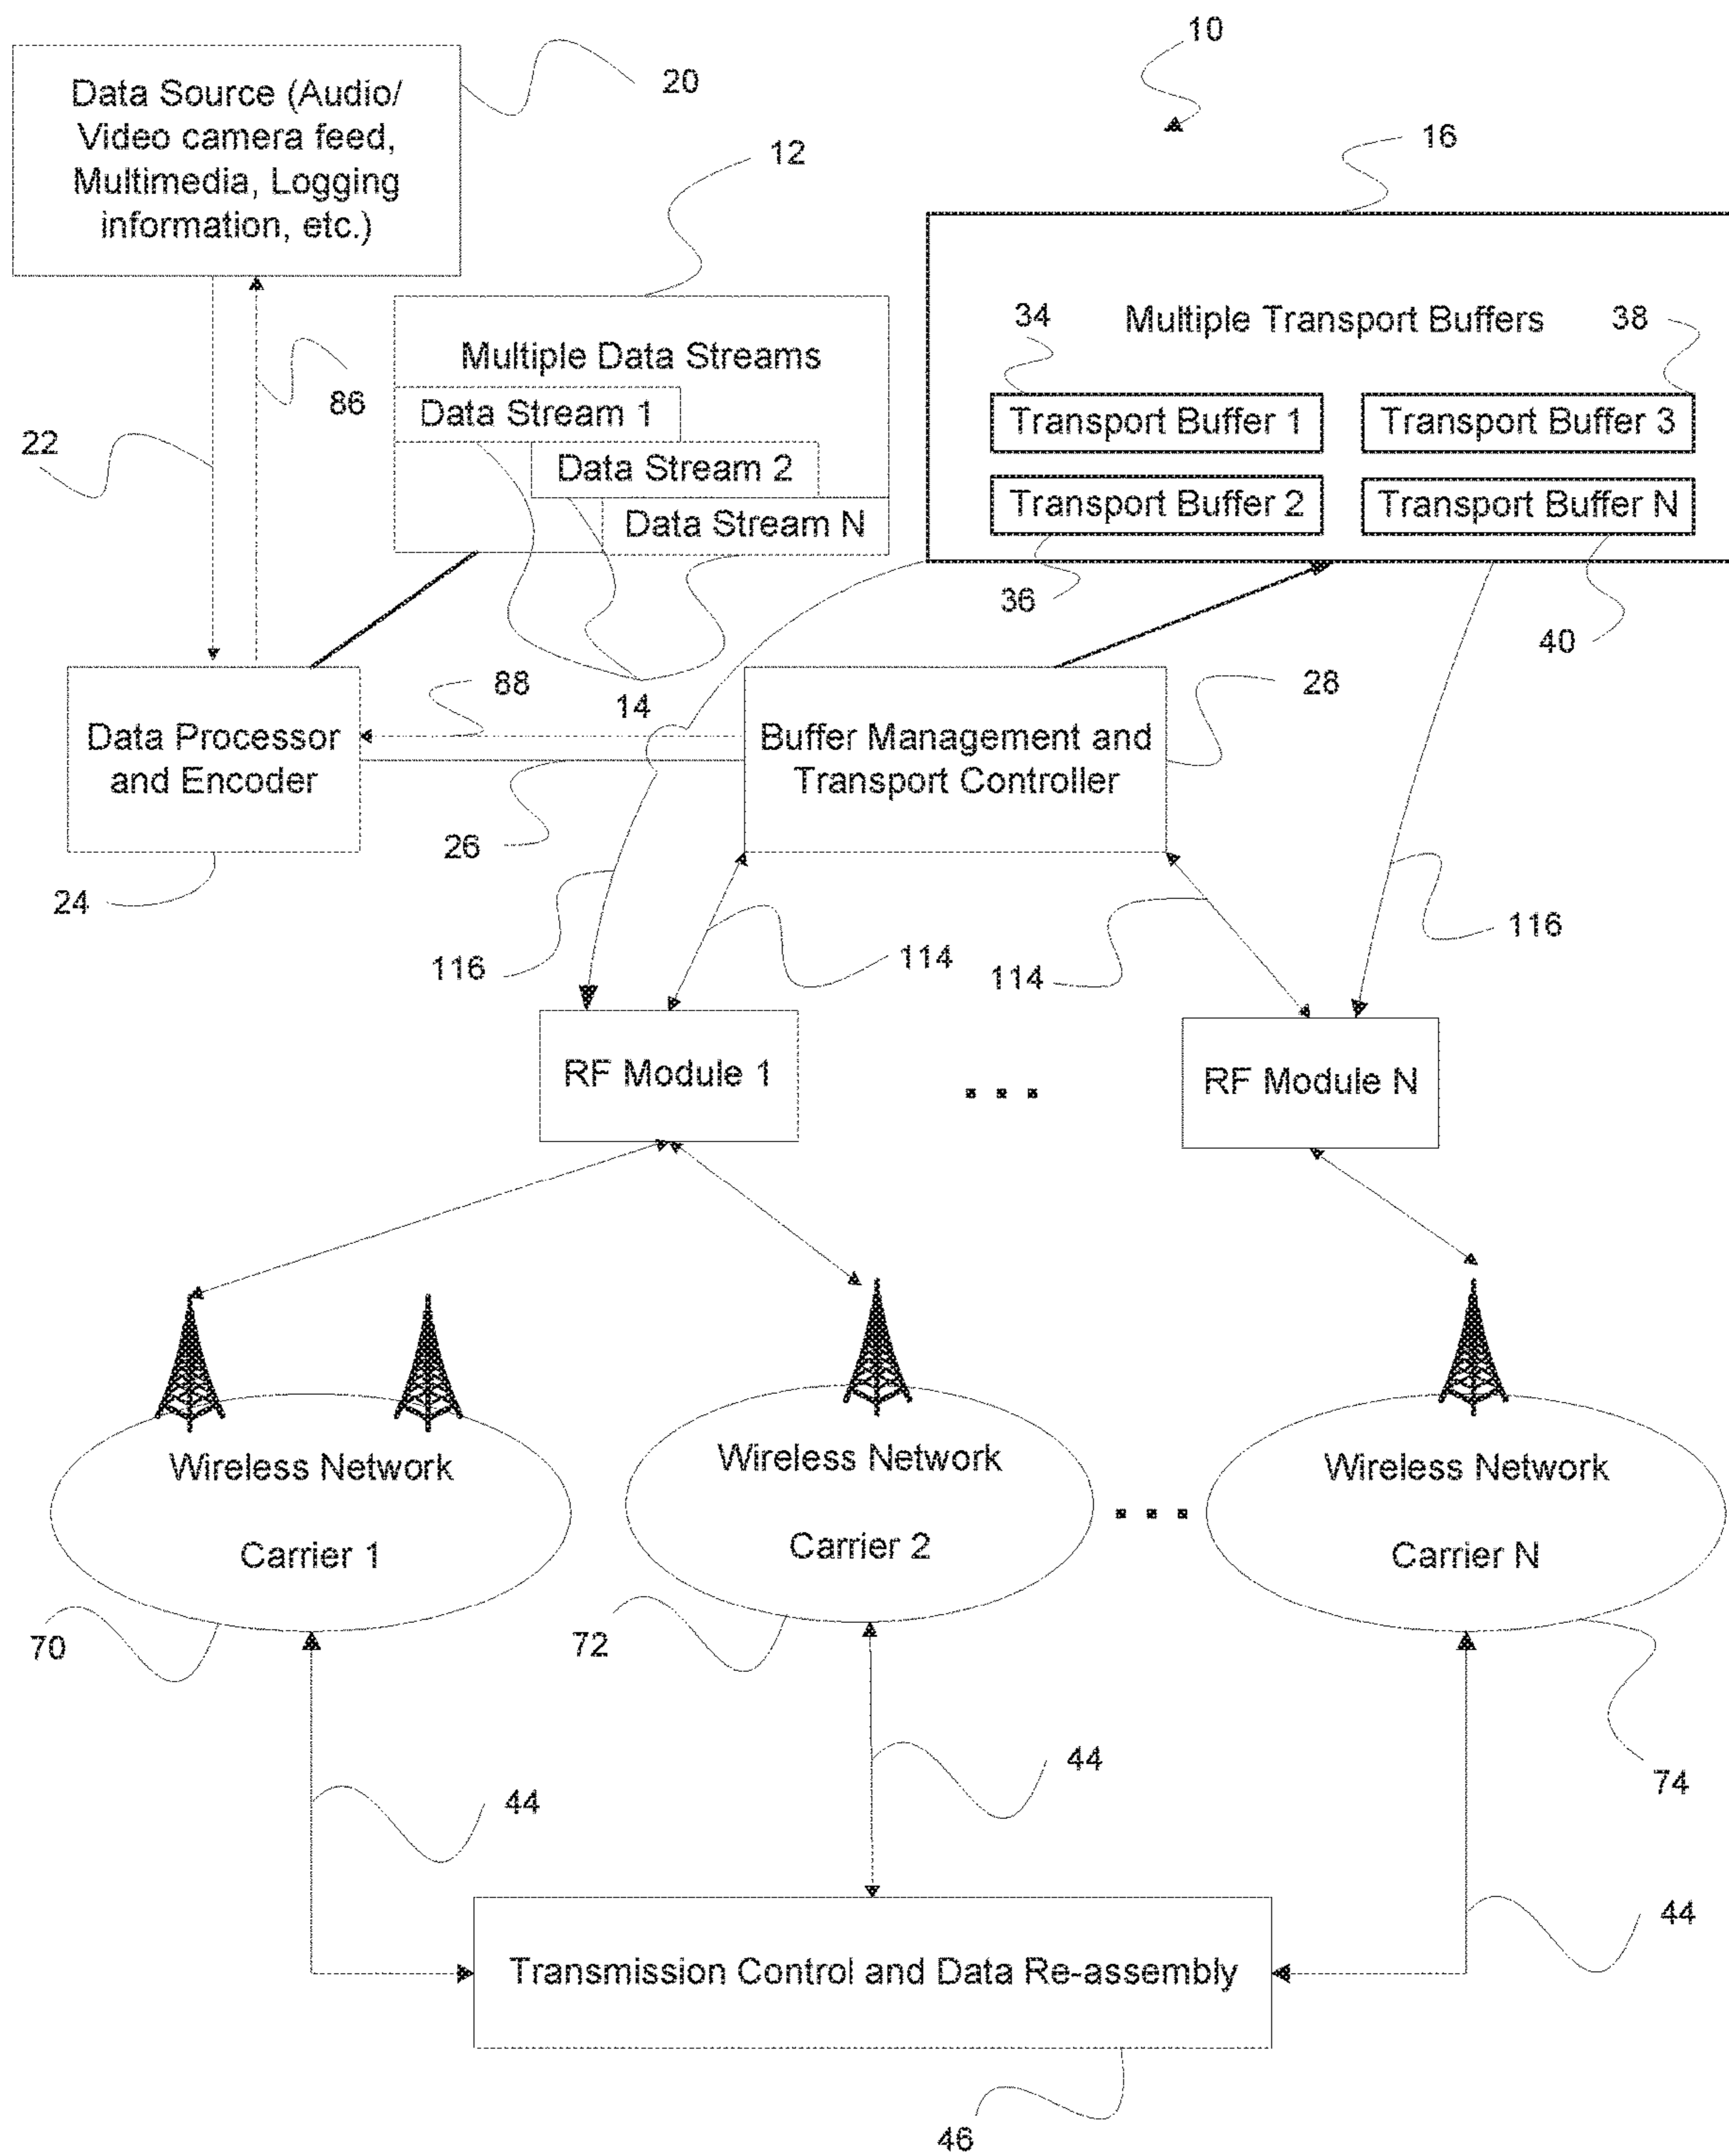 10
Data Source (Audio/
Video camera feed,
Multimedia, Logging
information, etc.)
20
12
16
Multiple Data Streams
Data Stream 1
Data Stream 2
Data Stream N
34
Multiple Transport Buffers
38
Transport Buffer 1
Transport Buffer 3
Transport Buffer 2
Transport Buffer N
86
22
36
40
88
14
28
Data Processor
and Encoder
Buffer Management and
Transport Controller
26
24
116
114
114
116
RF Module 1
RF Module N
Wireless Network
Carrier 1
Wireless Network
Carrier 2
Wireless Network
Carrier N
70
72
74
44
44
44
Transmission Control and Data Re-assembly
46